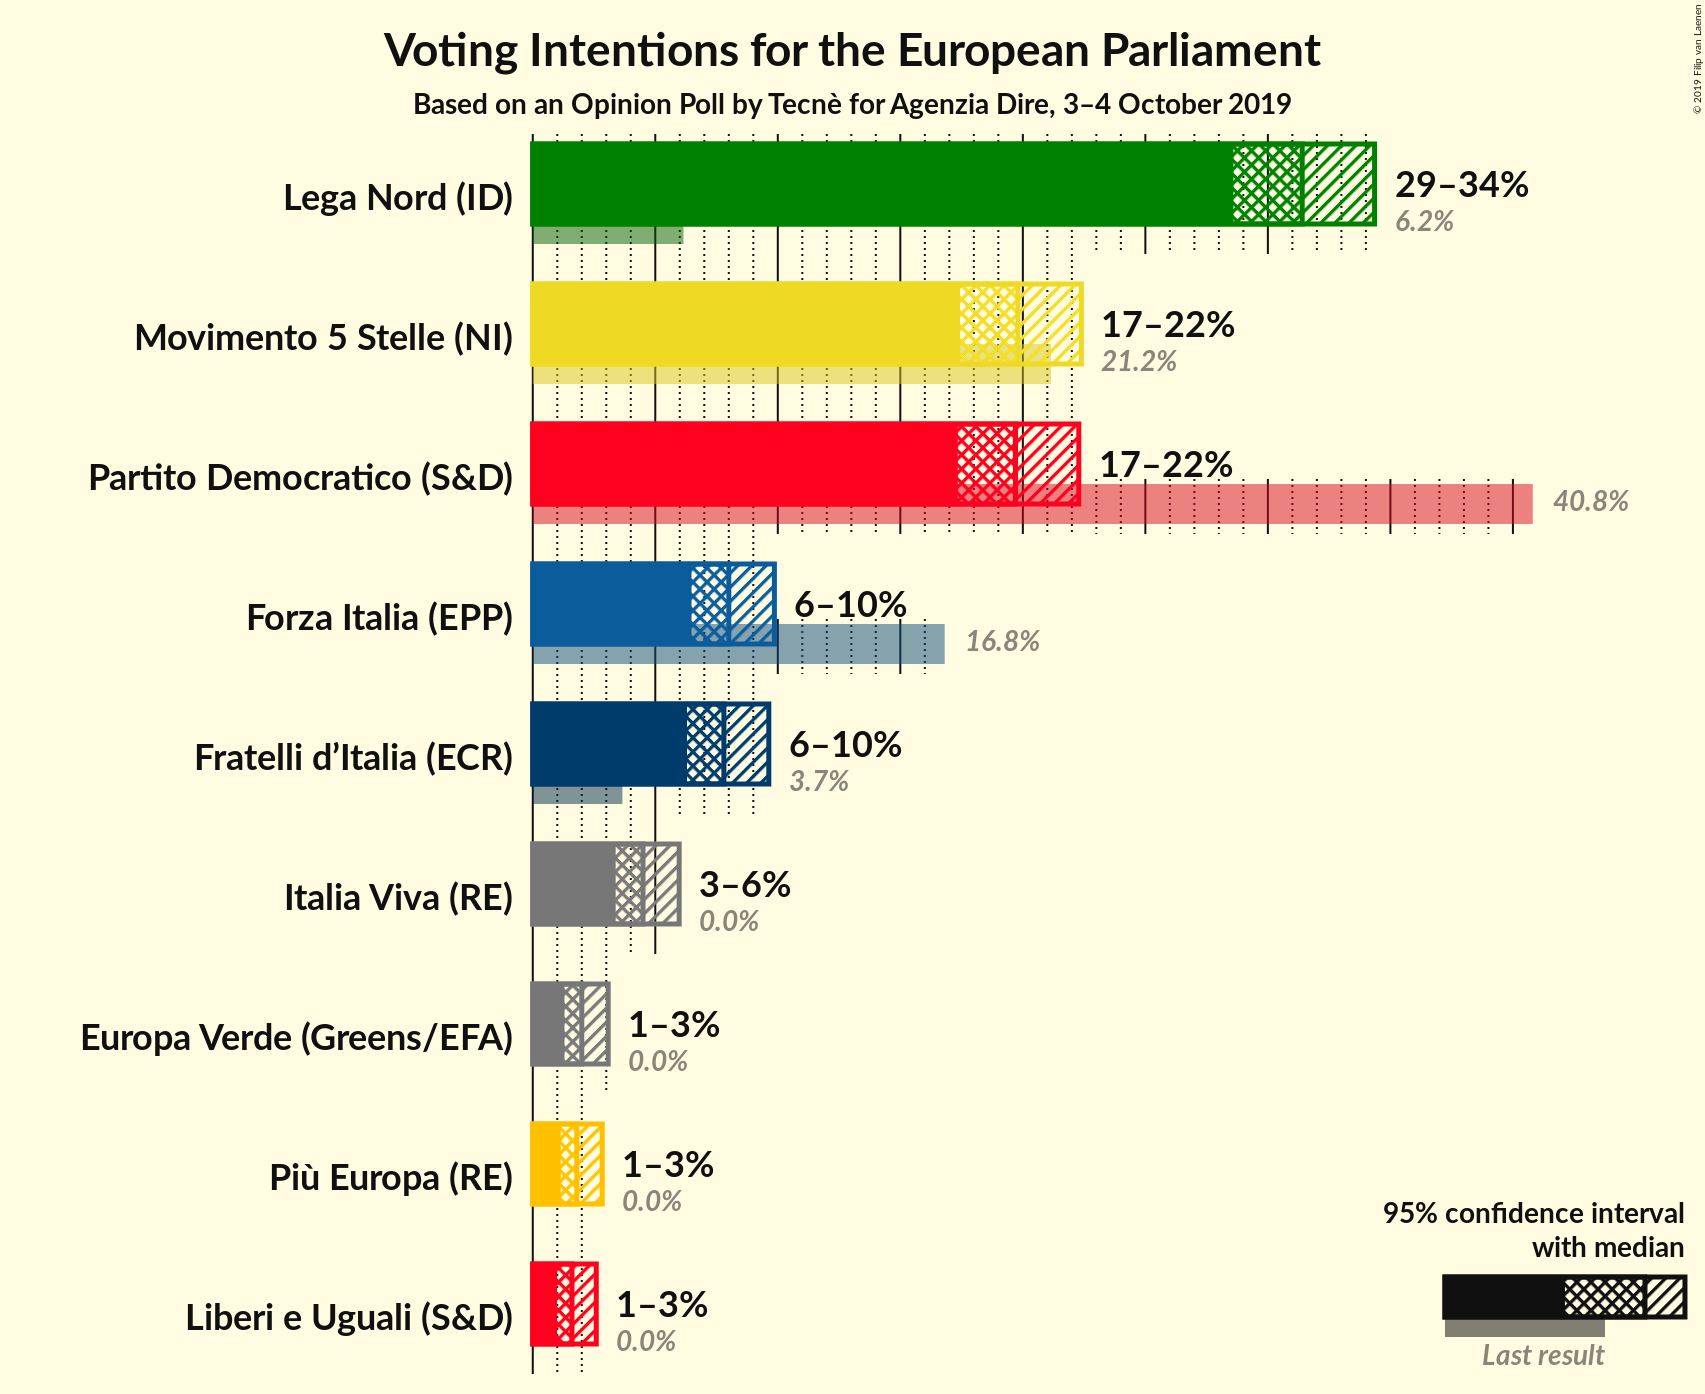 Voting Intentions for the European Parliament
Based on an Opinion Poll by Tecnè for Agenzia Dire, 3–4 October 2019
© 2019 Filip van Laenen
Lega Nord (ID)
29–34%
6.2%
Movimento 5 Stelle (NI)
17–22%
21.2%
Partito Democratico (S&D)
17–22%
40.8%
Forza Italia (EPP)
6–10%
16.8%
Fratelli d’Italia (ECR)
6–10%
3.7%
Italia Viva (RE)
3–6%
0.0%
Europa Verde (Greens/EFA)
1–3%
0.0%
Più Europa (RE)
1–3%
0.0%
Liberi e Uguali (S&D)
1–3%
0.0%
95% confidence interval
with median
Last result